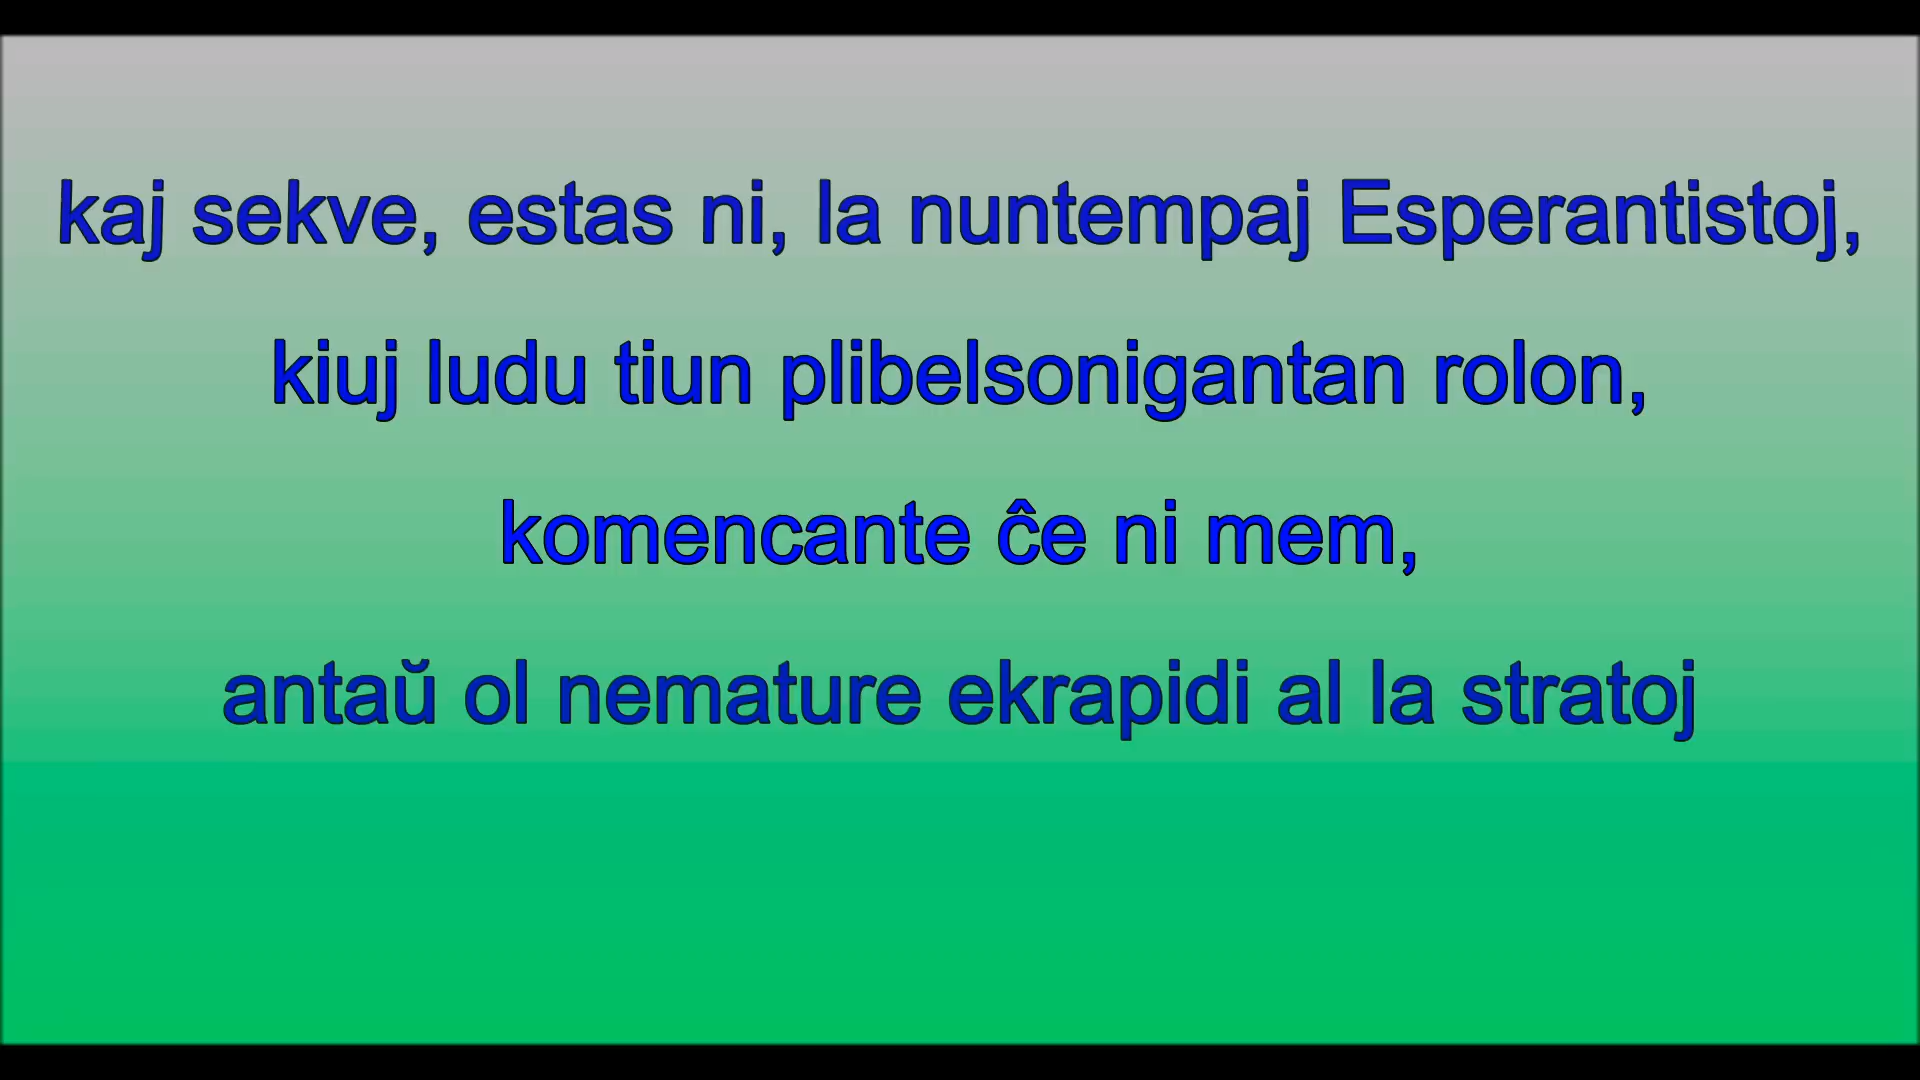 kaj sekve, estas ni, la nuntempaj Esperantistoj,
kiuj ludu tiun plibelsonigantan rolon,
komencante ĉe ni mem,
antaŭ ol nemature ekrapidi al la stratoj